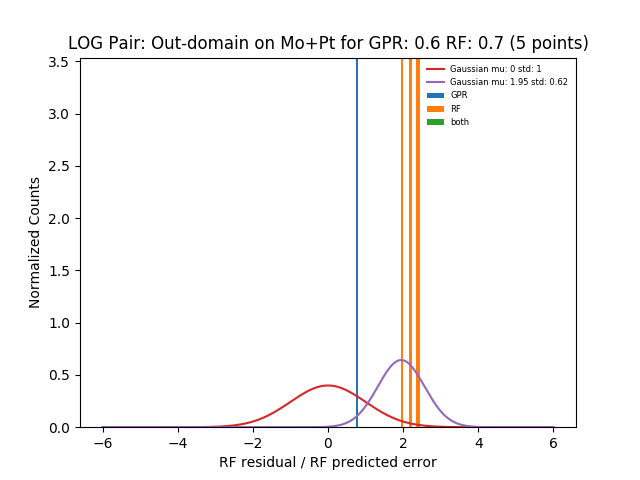 LOG Pair: Out-domain on Mo+Pt for GPR: 0.6 RF: 0.7 (5 points)
Gaussian mu: 0 std: 1
Gaussian mu: 1.95 std: 0.62
GPR
RF
both
Normalized Counts
3.5
3.0
2.5
2.0
1.5
1.0
0.5
0.0
−6 −4 −2 0 2 4 6
RF residual / RF predicted error